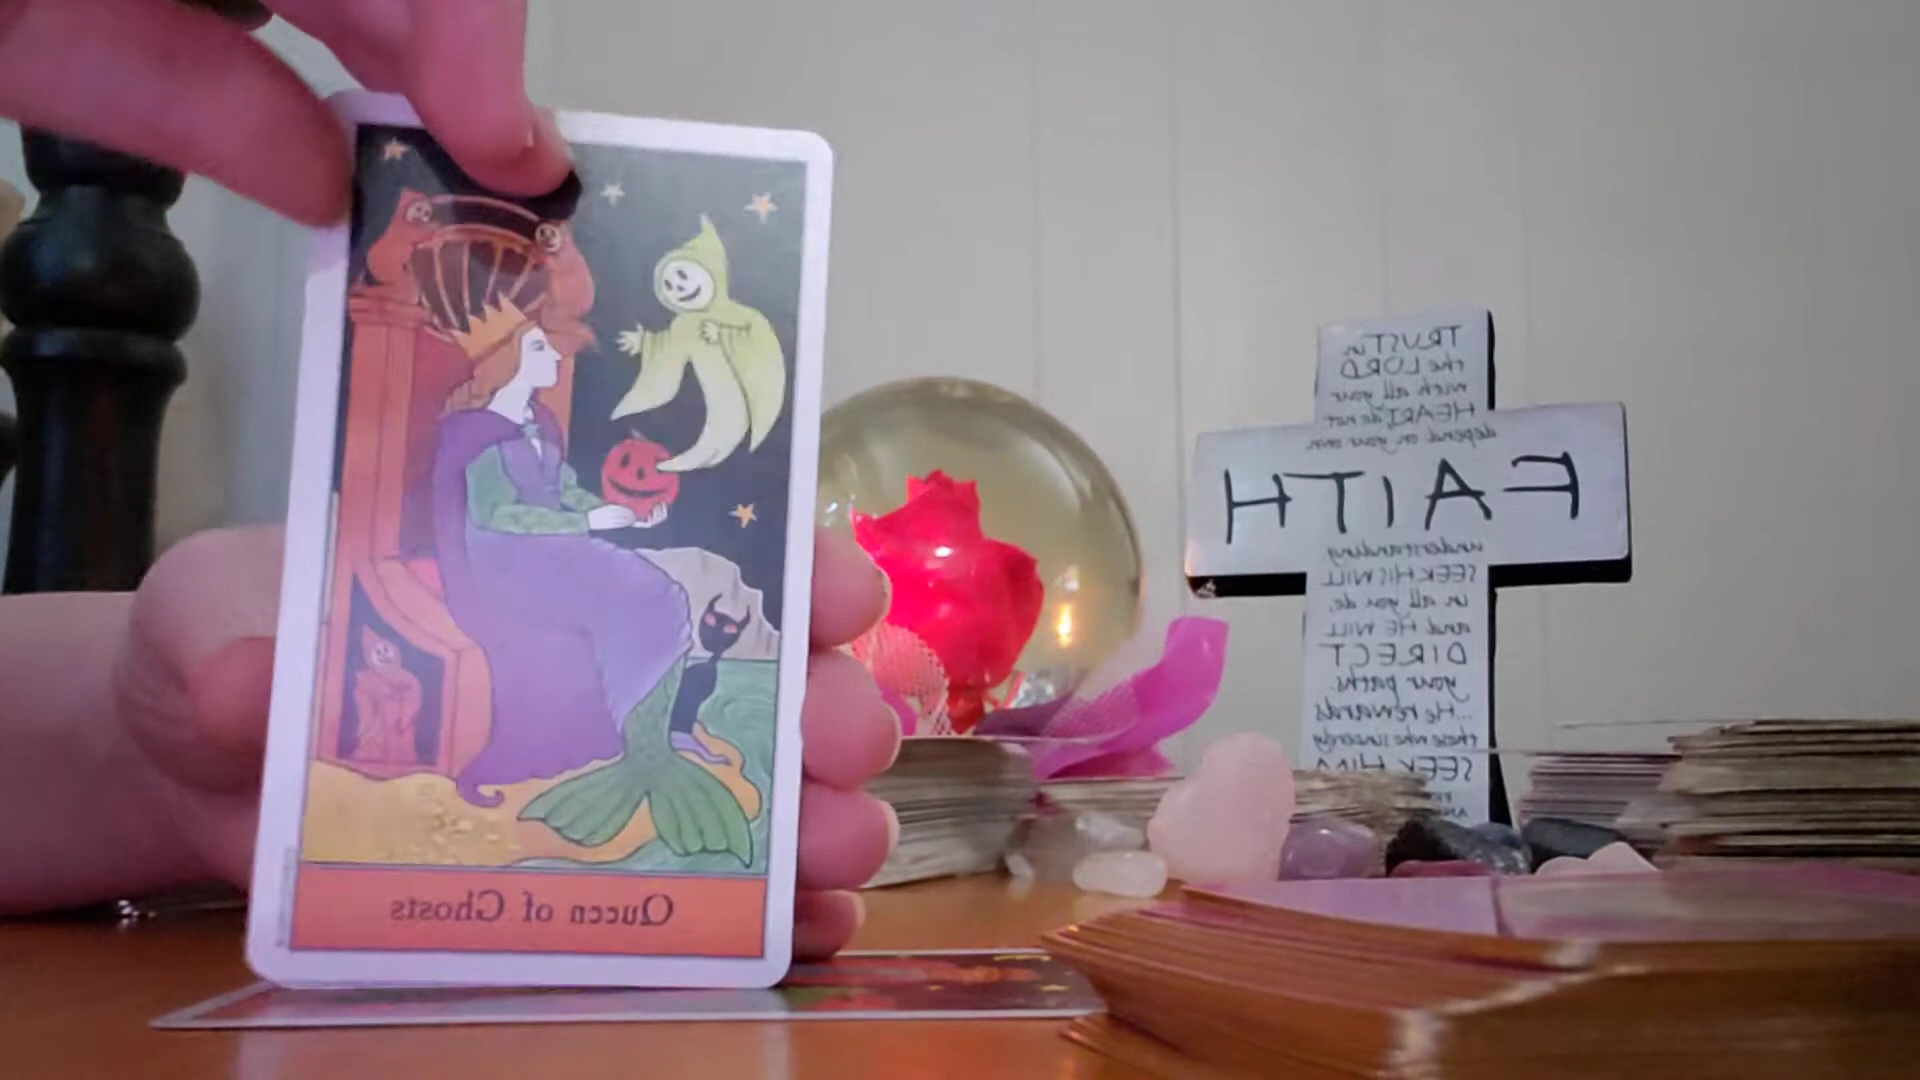 Queen of Ghosts
TRUST in
the LORD
with all your
HEART; do not
depend on your own
FAITH
understanding
SEEK HIS WILL
in all you do,
and HE WILL
DIRECT
your paths.
...He rewards
those who sincerely
SEEK HIM